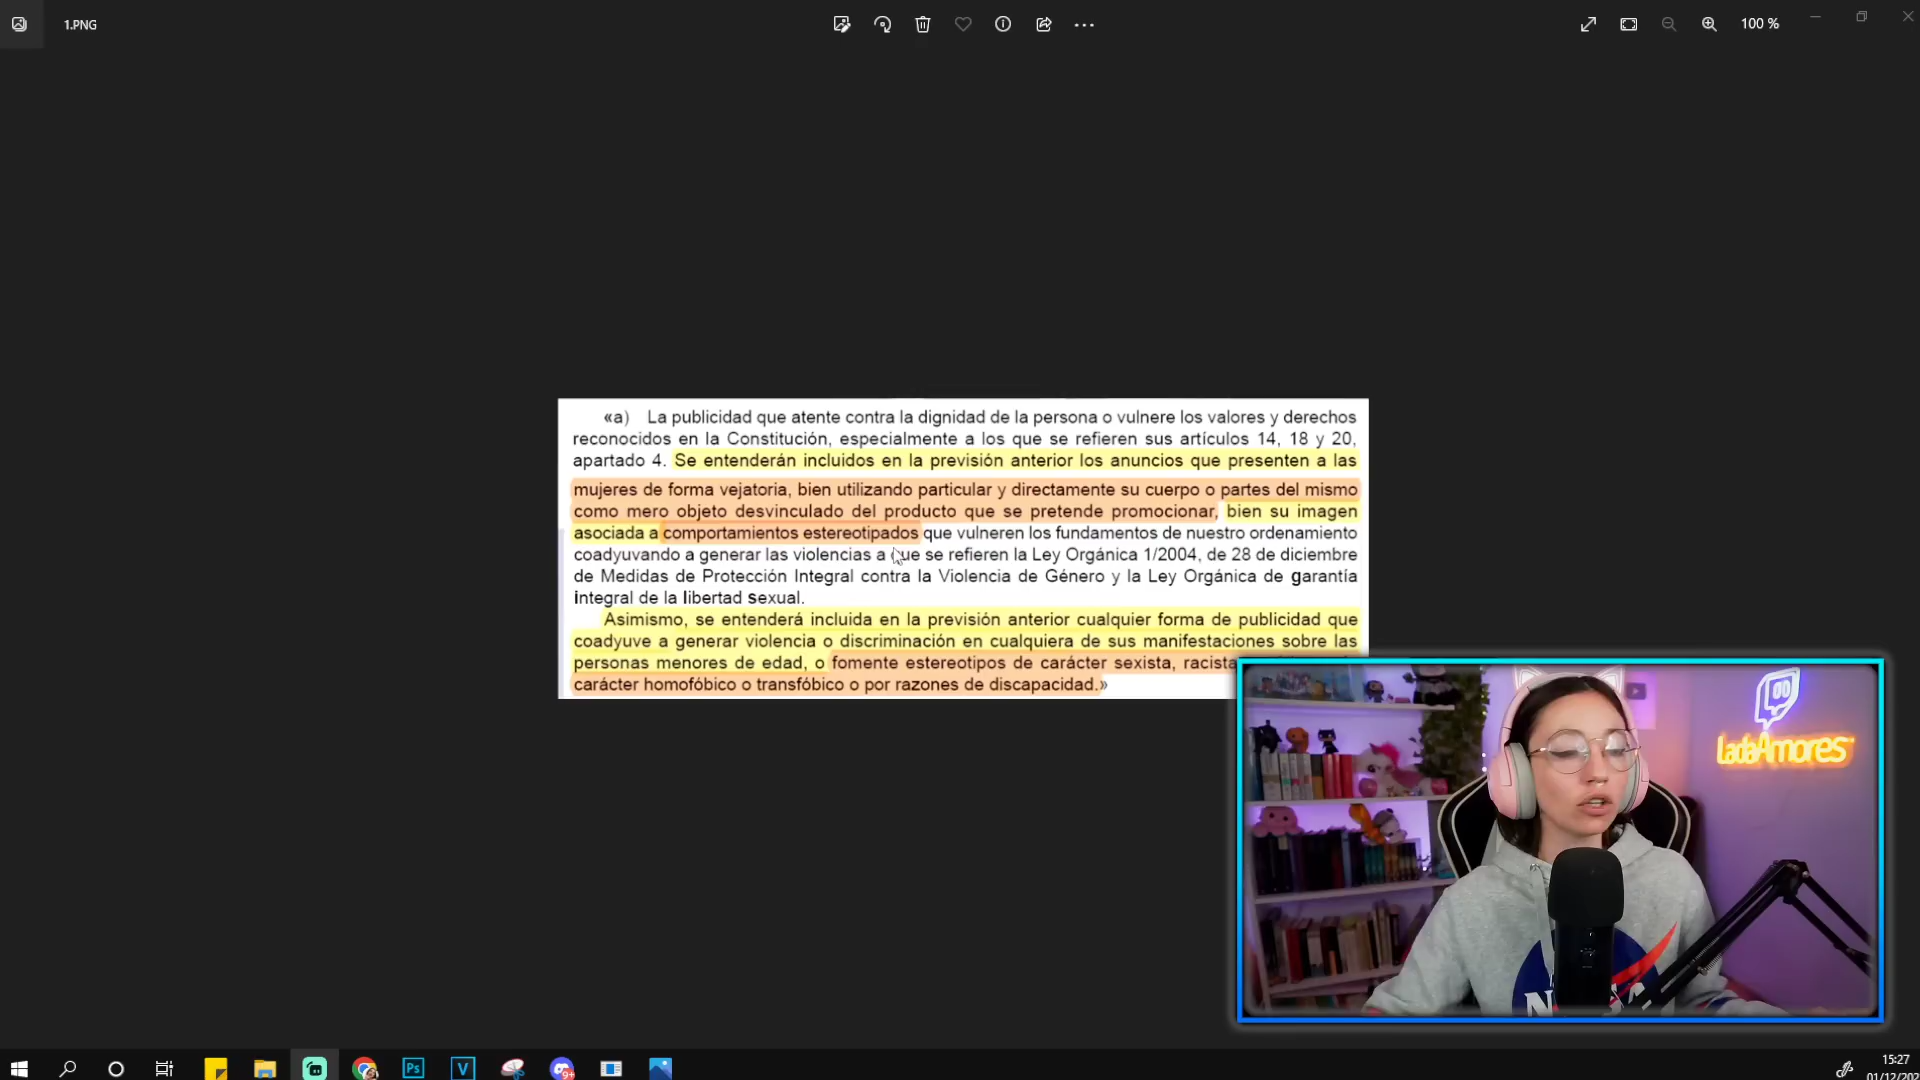 1.PNG
100 %
«a) La publicidad que atente contra la dignidad de la persona o vulnere los valores y derechos
reconocidos en la Constitución, especialmente a los que se refieren sus artículos 14, 18 y 20,
apartado 4. Se entenderán incluidos en la previsión anterior los anuncios que presenten a las
mujeres de forma vejatoria, bien utilizando particular y directamente su cuerpo o partes del mismo
como mero objeto desvinculado del producto que se pretende promocionar, bien su imagen
asociada a comportamientos estereotipados que vulneren los fundamentos de nuestro ordenamiento
coadyuvando a generar las violencias a que se refieren la Ley Orgánica 1/2004, de 28 de diciembre
de Medidas de Protección Integral contra la Violencia de Género y la Ley Orgánica de garantía
integral de la libertad sexual.
Asimismo, se entenderá incluida en la previsión anterior cualquier forma de publicidad que
coadyuve a generar violencia o discriminación en cualquiera de sus manifestaciones sobre las
personas menores de edad, o fomente estereotipos de carácter sexista, racista
carácter homofóbico o transfóbico o por razones de discapacidad.»
LadaAmores
Ps
V
9+
15:27
01/12/202